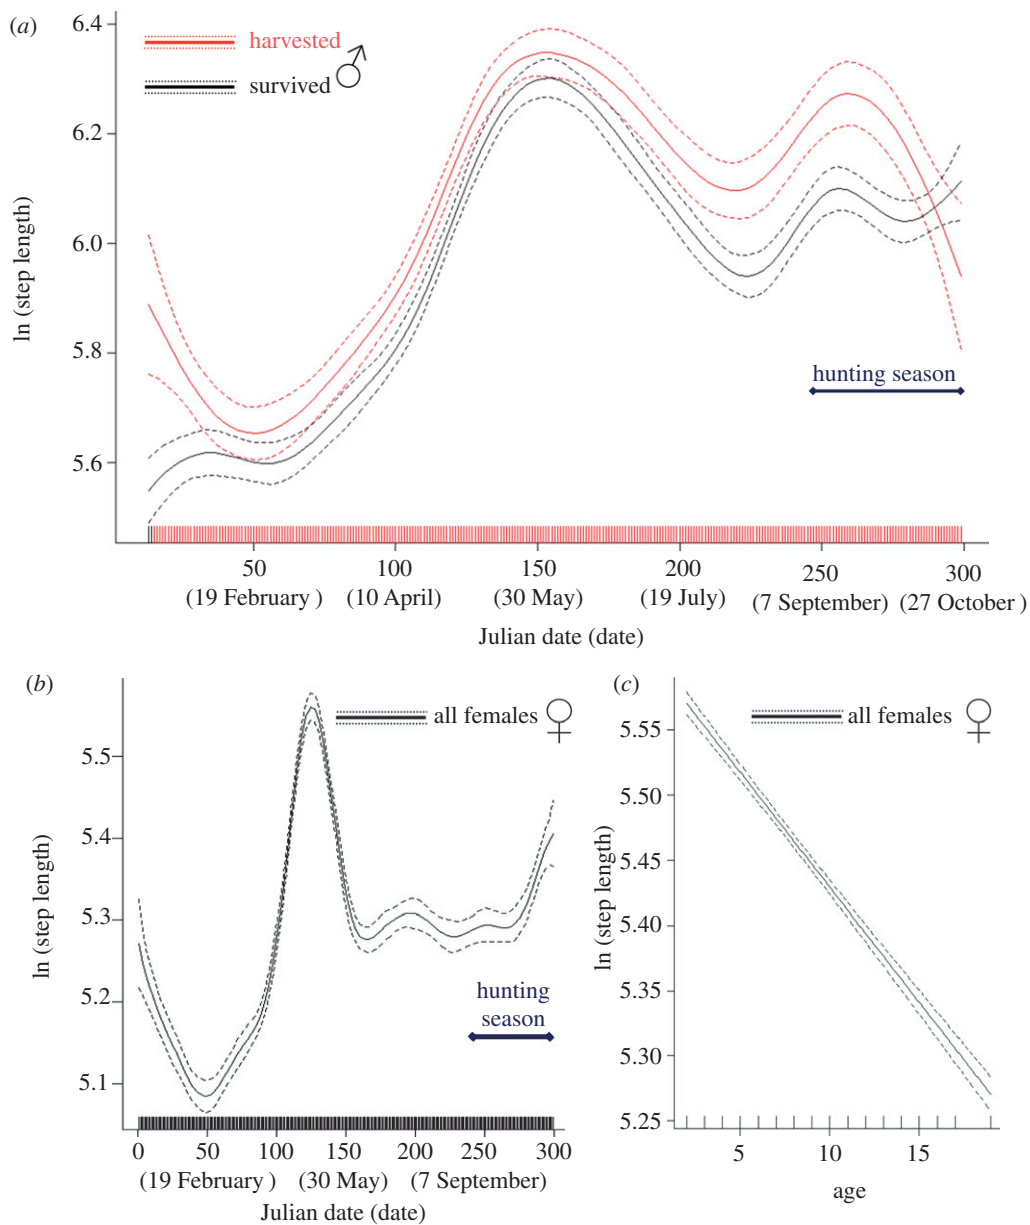 (a)
harvested
survived ♂
ln (step length)
6.4
6.2
6.0
5.8
5.6
hunting season
50 100 150 200 250 300
(19 February ) (10 April) (30 May) (19 July) (7 September) (27 October )
Julian date (date)
(b)
all females ♀
ln (step length)
5.5
5.4
5.3
5.2
5.1
hunting
season
0 50 100 150 200 250 300
(19 February ) (30 May) (7 September)
Julian date (date)
(c)
all females ♀
ln (step length)
5.55
5.50
5.45
5.40
5.35
5.30
5.25
5 10 15
age